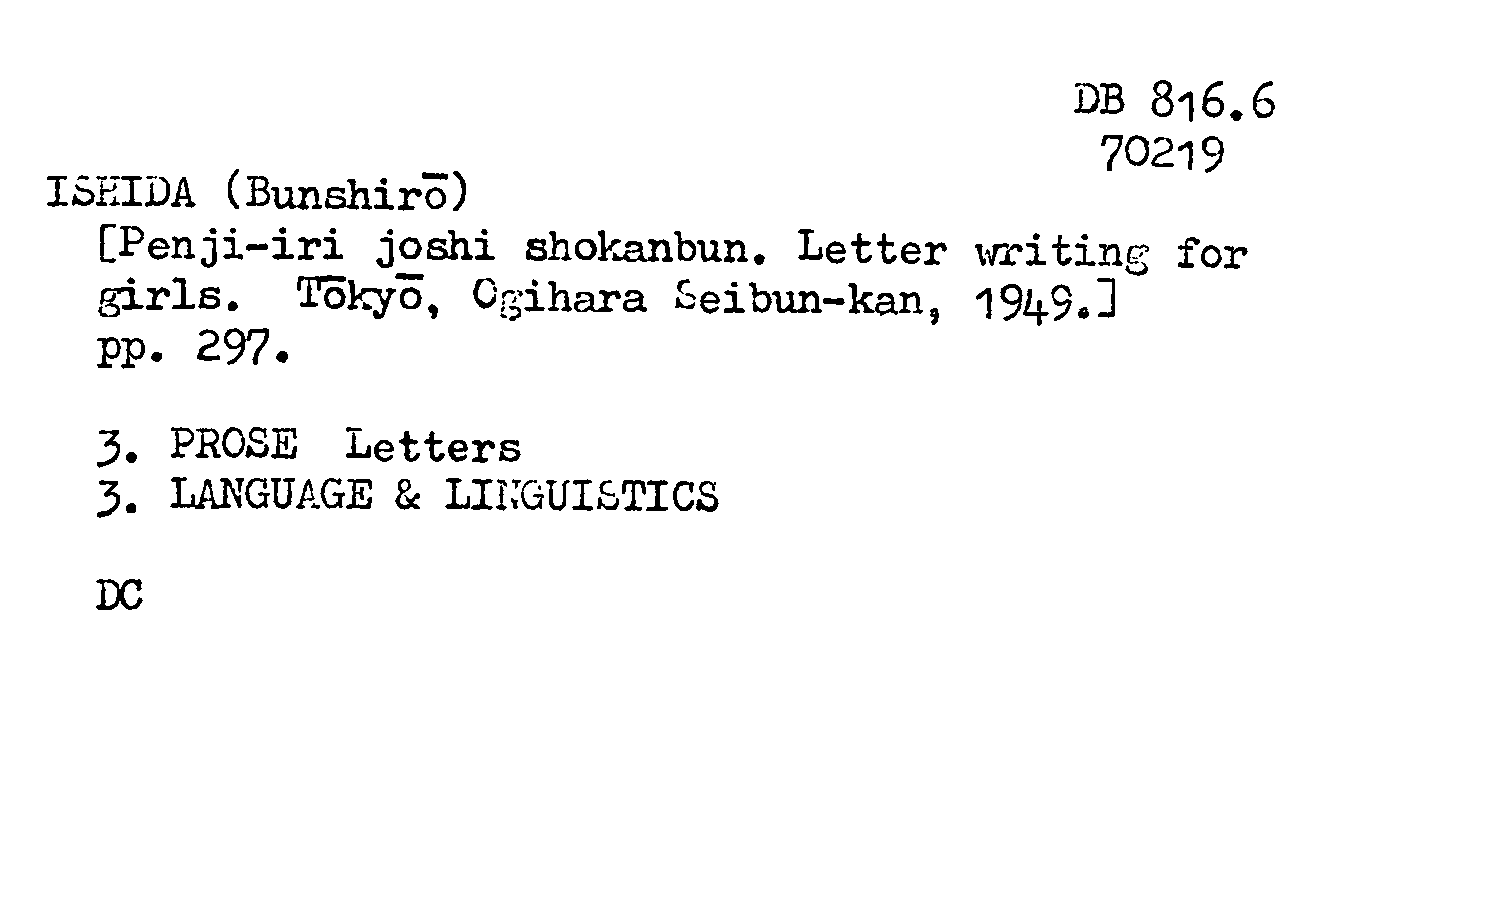 DB 816.6
70219
ISHIDA (Bunshirō)
[Penji-iri joshi shokanbun. Letter writing for
girls. Tōkyō, Ogihara Seibun-kan, 1949.]
pp. 297.
3. PROSE Letters
3. LANGUAGE & LINGUISTICS
DC